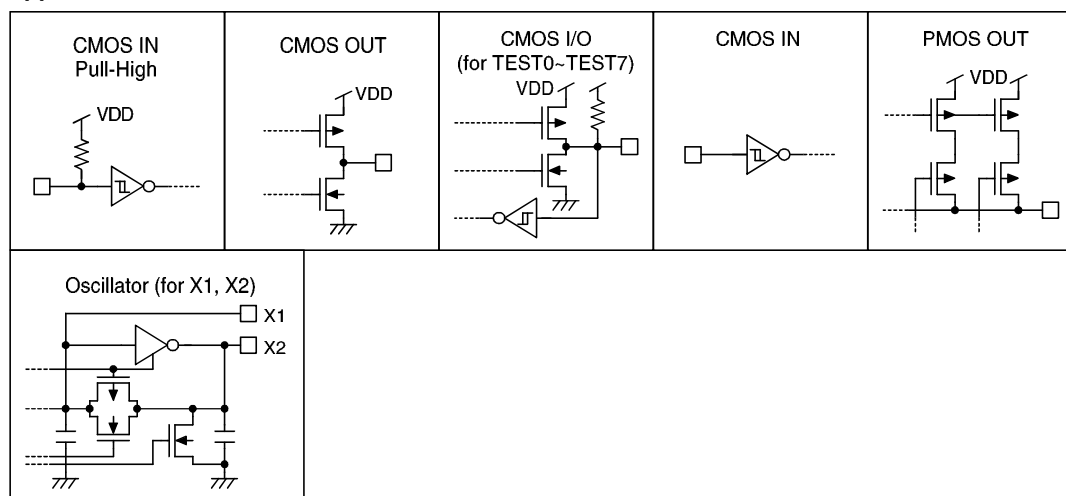 CMOS IN
Pull-High
VDD
CMOS OUT
VDD
CMOS I/O
(for TEST0~TEST7)
VDD
CMOS IN
PMOS OUT
VDD
Oscillator (for X1, X2)
X1
X2